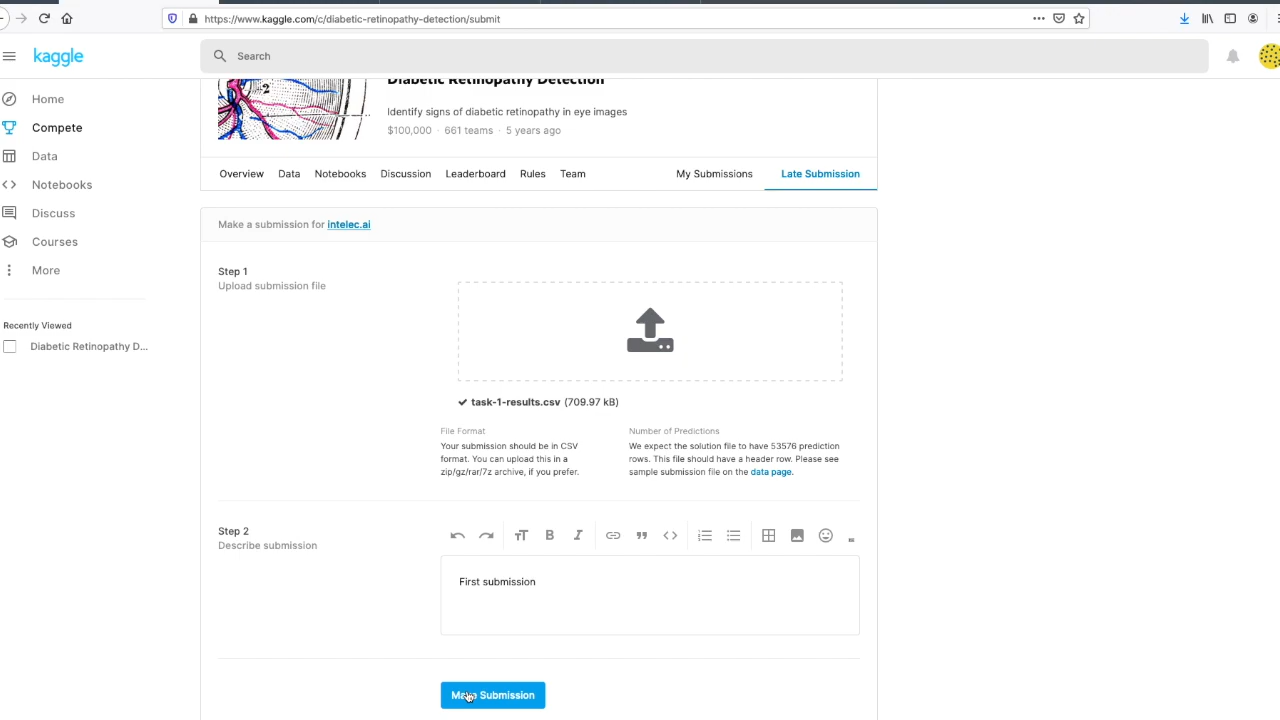 https://www.kaggle.com/c/diabetic-retinopathy-detection/submit
kaggle
Search
Home
Compete
Data
Notebooks
Discuss
Courses
More
Recently Viewed
Diabetic Retinopathy D...
2
Diabetic Retinopathy Detection
Identify signs of diabetic retinopathy in eye images
$100,000 · 661 teams · 5 years ago
Overview Data Notebooks Discussion Leaderboard Rules Team My Submissions Late Submission
Make a submission for intelec.ai
Step 1
Upload submission file
task-1-results.csv (709.97 kB)
File Format
Your submission should be in CSV
format. You can upload this in a
zip/gz/rar/7z archive, if you prefer.
Number of Predictions
We expect the solution file to have 53576 prediction
rows. This file should have a header row. Please see
sample submission file on the data page.
Step 2
Describe submission
First submission
Make Submission